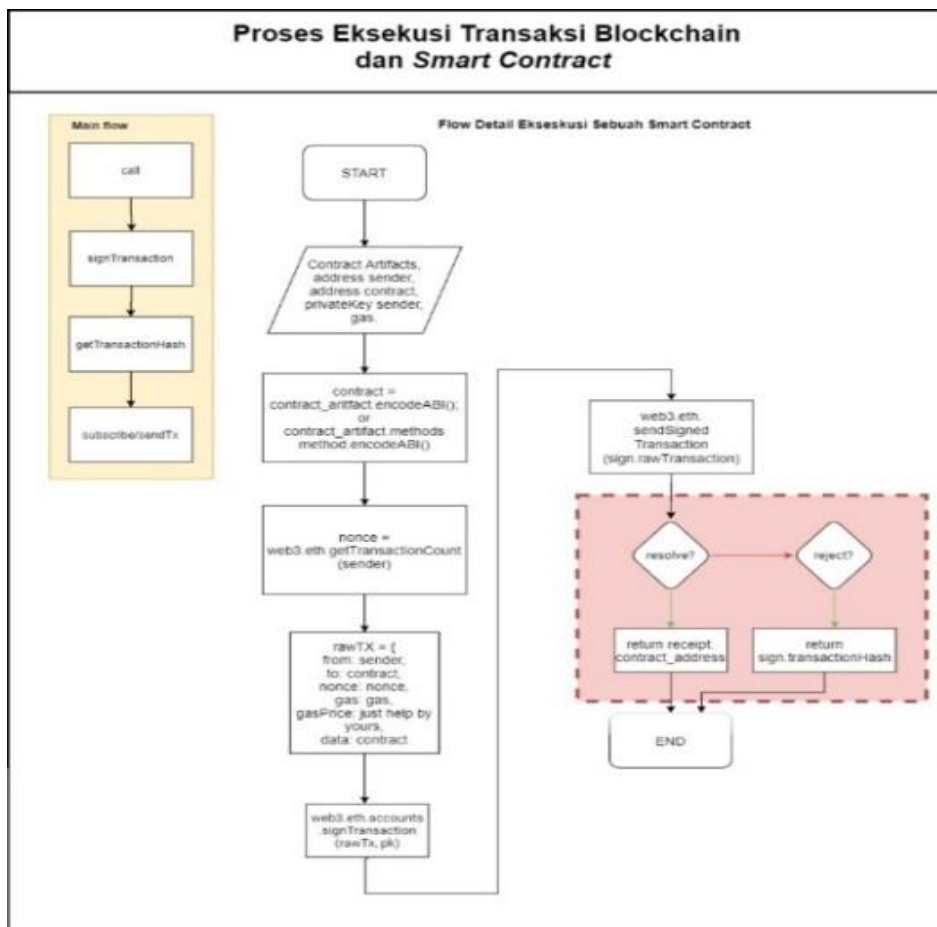 Proses Eksekusi Transaksi Blockchain
dan Smart Contract
Main flow
call
signTransaction
getTransactionHash
subscribe/sendTx
Flow Detail Ekseskusi Sebuah Smart Contract
START
Contract Artifacts,
address sender,
address contract,
privateKey sender,
gas.
contract =
contract_aritfact.encodeABI();
or
contract_artifact.methods
method.encodeABI()
nonce =
web3.eth.getTransactionCount
(sender)
rawTX = {
from: sender,
to: contract,
nonce: nonce,
gas: gas,
gasPrice: just help by
yours,
data: contract
web3.eth.accounts
.signTransaction
(rawTx, pk)
web3.eth.
sendSigned
Transaction
(sign.rawTransaction)
resolve?
reject?
return receipt,
contract_address
return
sign.transactionHash
END